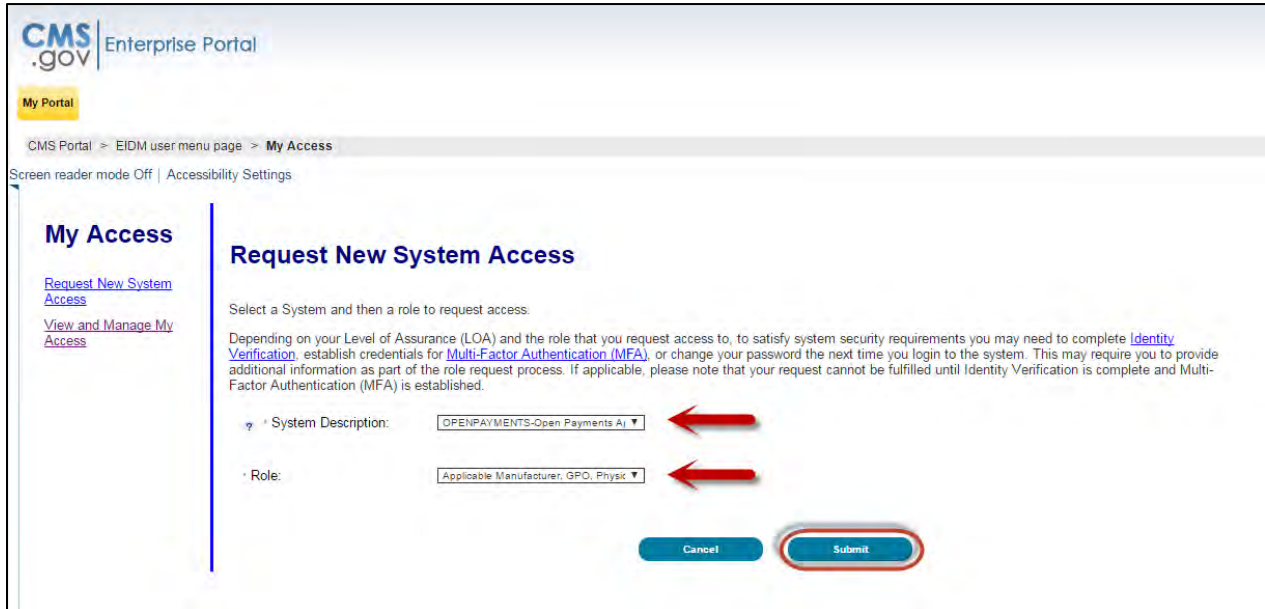 CMS
.gov
Enterprise Portal
My Portal
CMS Portal > EIDM user menu page > My Access
Screen reader mode Off | Accessibility Settings
My Access
Request New System
Access
View and Manage My
Access
Request New System Access
Select a System and then a role to request access.
Depending on your Level of Assurance (LOA) and the role that you request access to, to satisfy system security requirements you may need to complete Identity
Verification, establish credentials for Multi-Factor Authentication (MFA), or change your password the next time you login to the system. This may require you to provide
additional information as part of the role request process. If applicable, please note that your request cannot be fulfilled until Identity Verification is complete and Multi-
Factor Authentication (MFA) is established.
? * System Description: OPENPAYMENTS-Open Payments A
* Role: Applicable Manufacturer, GPO, Physic
Cancel Submit